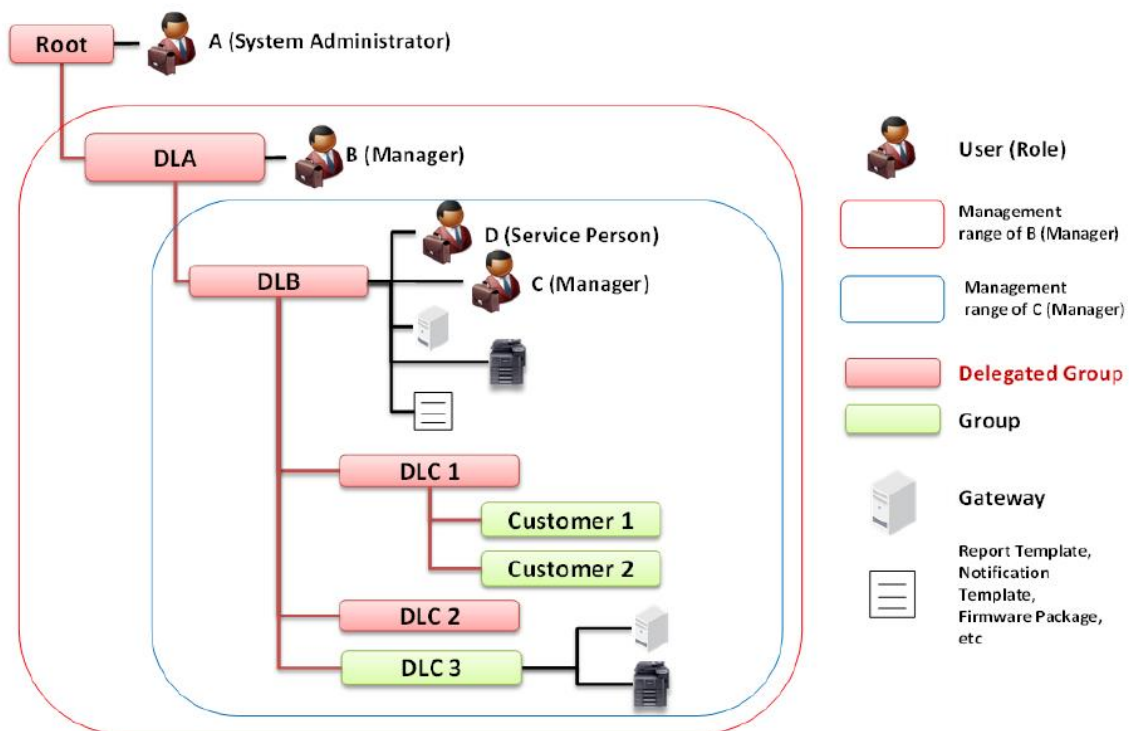 Root
A (System Administrator)
DLA
B (Manager)
D (Service Person)
DLB
C (Manager)
DLC 1
Customer 1
Customer 2
DLC 2
DLC 3
User (Role)
Management
range of B (Manager)
Management
range of C (Manager)
Delegated Group
Group
Gateway
Report Template,
Notification
Template,
Firmware Package,
etc